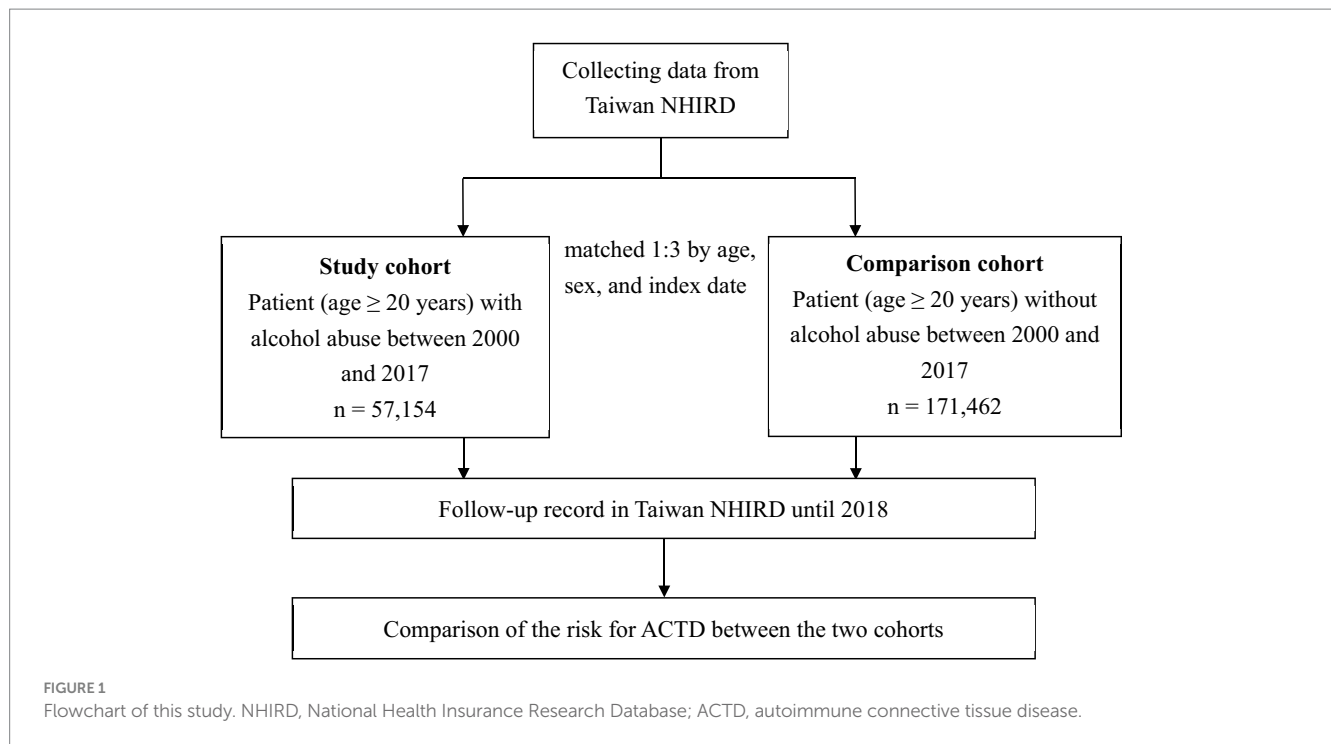 Collecting data from
Taiwan NHIRD
Study cohort
Patient (age ≥ 20 years) with
alcohol abuse between 2000
and 2017
n = 57,154
matched 1:3 by age,
sex, and index date
Comparison cohort
Patient (age ≥ 20 years) without
alcohol abuse between 2000 and
2017
n = 171,462
Follow-up record in Taiwan NHIRD until 2018
Comparison of the risk for ACTD between the two cohorts
FIGURE 1
Flowchart of this study. NHIRD, National Health Insurance Research Database; ACTD, autoimmune connective tissue disease.